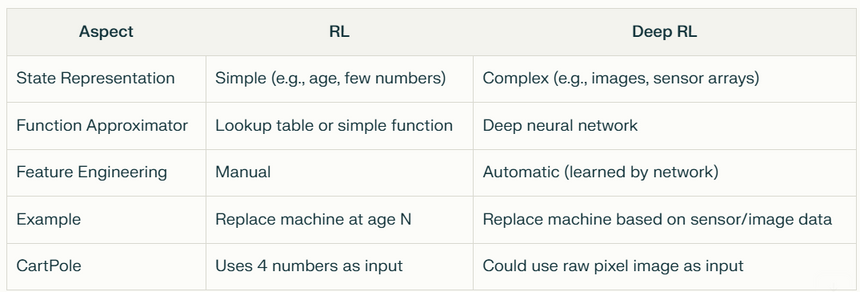 Aspect RL Deep RL
State Representation Simple (e.g., age, few numbers) Complex (e.g., images, sensor arrays)
Function Approximator Lookup table or simple function Deep neural network
Feature Engineering Manual Automatic (learned by network)
Example Replace machine at age N Replace machine based on sensor/image data
CartPole Uses 4 numbers as input Could use raw pixel image as input